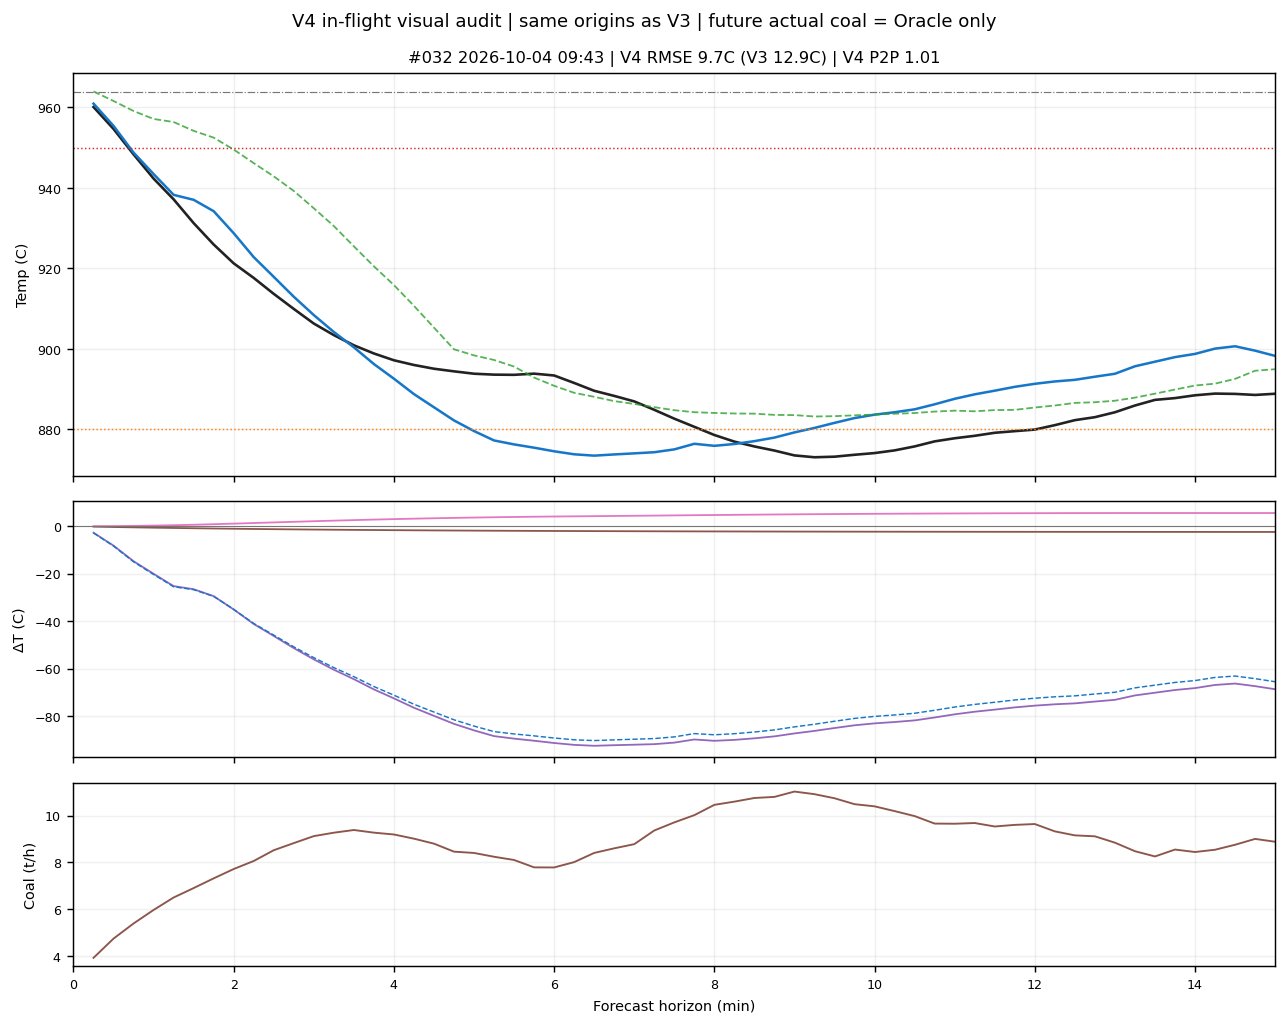 V4 in-flight visual audit | same origins as V3 | future actual coal = Oracle only
#032 2026-10-04 09:43 | V4 RMSE 9.7C (V3 12.9C) | V4 P2P 1.01
960
940
920
900
880
Temp (C)
0
−20
−40
−60
−80
ΔT (C)
10
8
6
4
Coal (t/h)
0 2 4 6 8 10 12 14
Forecast horizon (min)